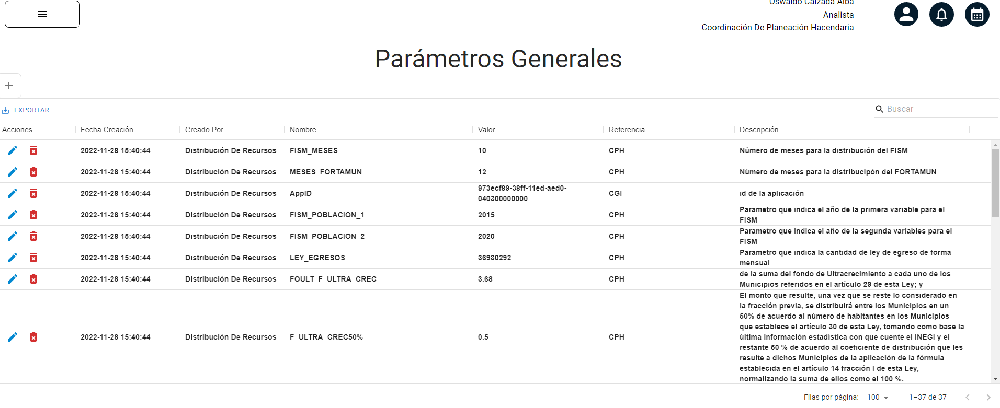 Oswaldo Calzada Alba
Analista
Coordinación De Planeación Hacendaria
Parámetros Generales
EXPORTAR
Buscar
Acciones Fecha Creación Creado Por Nombre Valor Referencia Descripción
2022-11-28 15:40:44 Distribución De Recursos FISM_MESES 10 CPH Número de meses para la distribución del FISM
2022-11-28 15:40:44 Distribución De Recursos MESES_FORTAMUN 12 CPH Número de meses para la distribucipón del FORTAMUN
2022-11-28 15:40:44 Distribución De Recursos AppID 973ecf89-38ff-11ed-aed0-
040300000000 CGI id de la aplicación
2022-11-28 15:40:44 Distribución De Recursos FISM_POBLACION_1 2015 CPH Parametro que indica el año de la primera variable para el
FISM
2022-11-28 15:40:44 Distribución De Recursos FISM_POBLACION_2 2020 CPH Parametro que indica el año de la segunda variables para el
FISM
2022-11-28 15:40:44 Distribución De Recursos LEY_EGRESOS 36930292 CPH Parametro que indica la cantidad de ley de egreso de forma
mensual
2022-11-28 15:40:44 Distribución De Recursos FOULT_F_ULTRA_CREC 3.68 CPH de la suma del fondo de Ultracrecimiento a cada uno de los
Municipios referidos en el artículo 29 de esta Ley; y
2022-11-28 15:40:44 Distribución De Recursos F_ULTRA_CREC50% 0.5 CPH El monto que resulte, una vez que se reste lo considerado en
la fracción previa, se distribuirá entre los Municipios en un
50% de acuerdo al número de habitantes en los Municipios
que establece el artículo 30 de esta Ley, tomando como base la
última información estadística con que cuente el INEGI y el
restante 50 % de acuerdo al coeficiente de distribución que les
resulte a dichos Municipios de la aplicación de la fórmula
establecida en el artículo 14 fracción I de esta Ley,
normalizando la suma de ellos como el 100 %.
Filas por página: 100 1–37 de 37